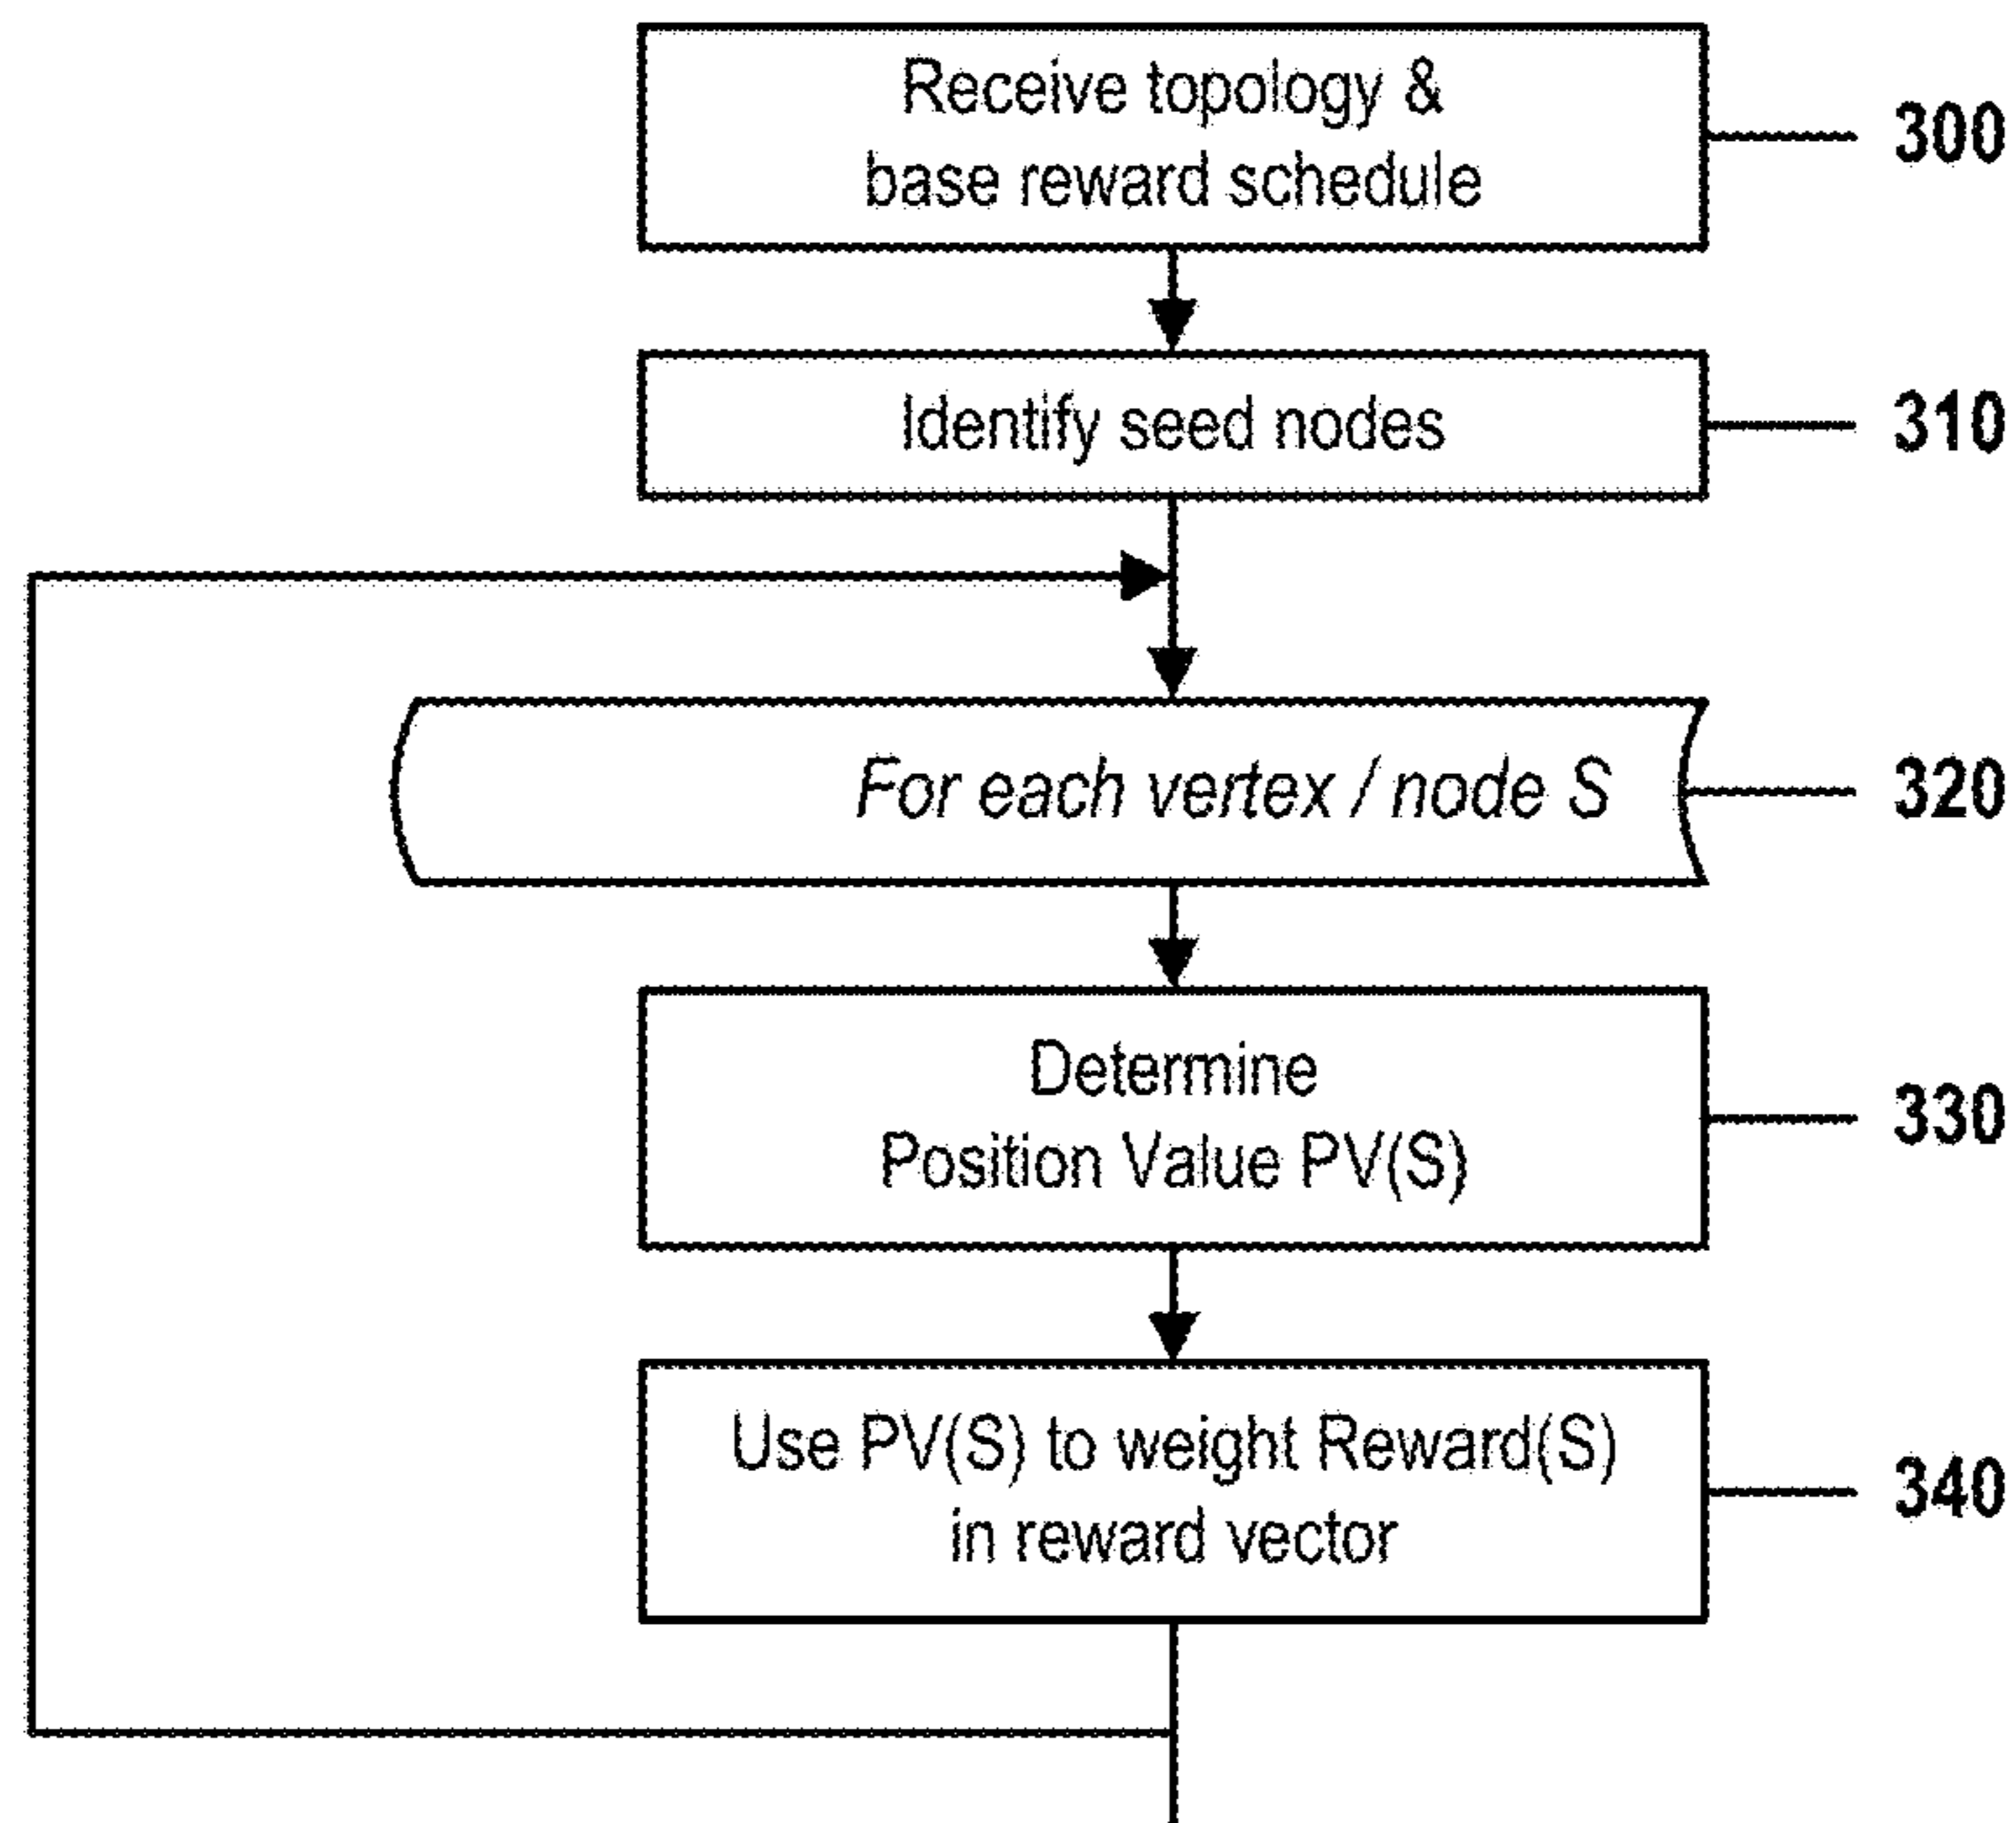 Receive topology &
base reward schedule
300
Identify seed nodes
310
For each vertex / node S
320
Determine
Position Value PV(S)
330
Use PV(S) to weight Reward(S)
in reward vector
340